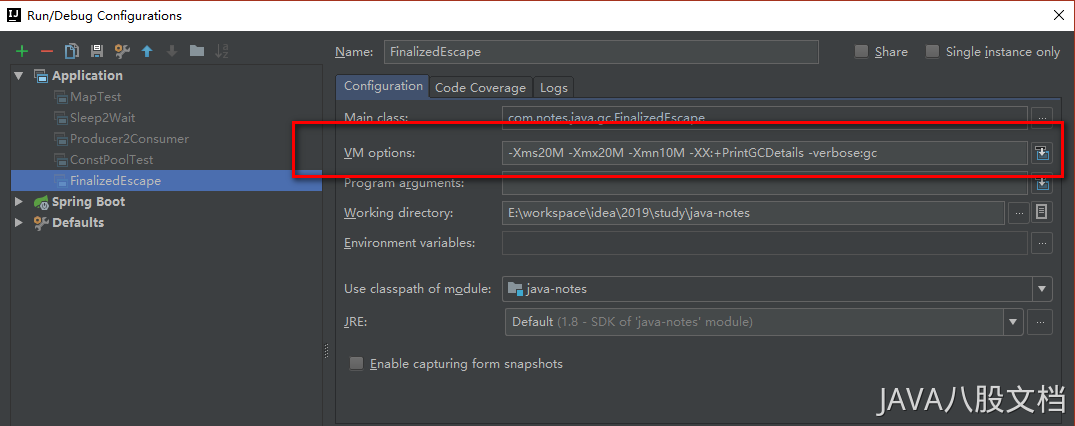 Run/Debug Configurations
Name: FinalizedEscape Share Single instance only
Application
MapTest
Sleep2Wait
Producer2Consumer
ConstPoolTest
FinalizedEscape
Spring Boot
Defaults
Configuration Code Coverage Logs
Main class: com.notes.java.gc.FinalizedEscape
VM options: -Xms20M -Xmx20M -Xmn10M -XX:+PrintGCDetails -verbose:gc
Program arguments:
Working directory: E:\workspace\idea\2019\study\java-notes
Environment variables:
Use classpath of module: java-notes
JRE: Default (1.8 - SDK of 'java-notes' module)
Enable capturing form snapshots
JAVA八股文档